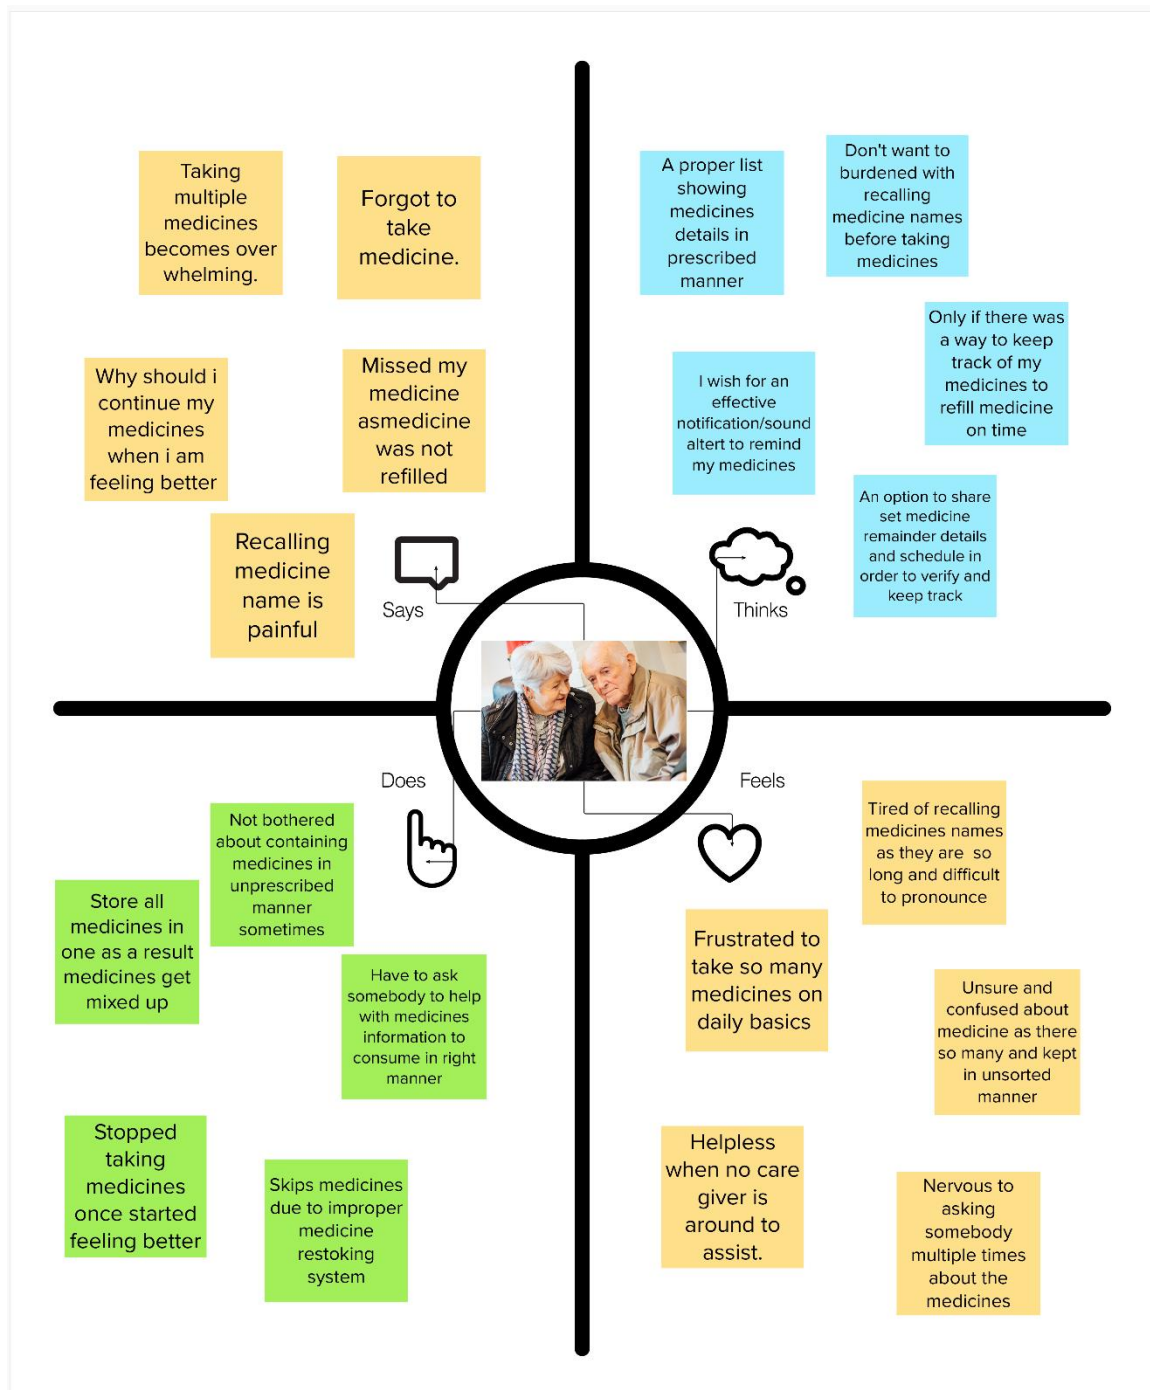 Taking
multiple
medicines
becomes over
whelming.
Forgot to
take
medicine.
Why should i
continue my
medicines
when i am
feeling better
Missed my
medicine
asmedicine
was not
refilled
Recalling
medicine
name is
painful
Says
A proper list
showing
medicines
details in
prescribed
manner
Don't want to
burdened with
recalling
medicine names
before taking
medicines
Only if there was
a way to keep
track of my
medicines to
refill medicine
on time
I wish for an
effective
notification/sound
altert to remind
my medicines
An option to share
set medicine
remainder details
and schedule in
order to verify and
keep track
Thinks
Does
Not bothered
about containing
medicines in
unprescribed
manner
sometimes
Store all
medicines in
one as a result
medicines get
mixed up
Have to ask
somebody to help
with medicines
information to
consume in right
manner
Stopped
taking
medicines
once started
feeling better
Skips medicines
due to improper
medicine
restoking
system
Feels
Tired of recalling
medicines names
as they are so
long and difficult
to pronounce
Frustrated to
take so many
medicines on
daily basics
Unsure and
confused about
medicine as there
so many and kept
in unsorted
manner
Helpless
when no care
giver is
around to
assist.
Nervous to
asking
somebody
multiple times
about the
medicines